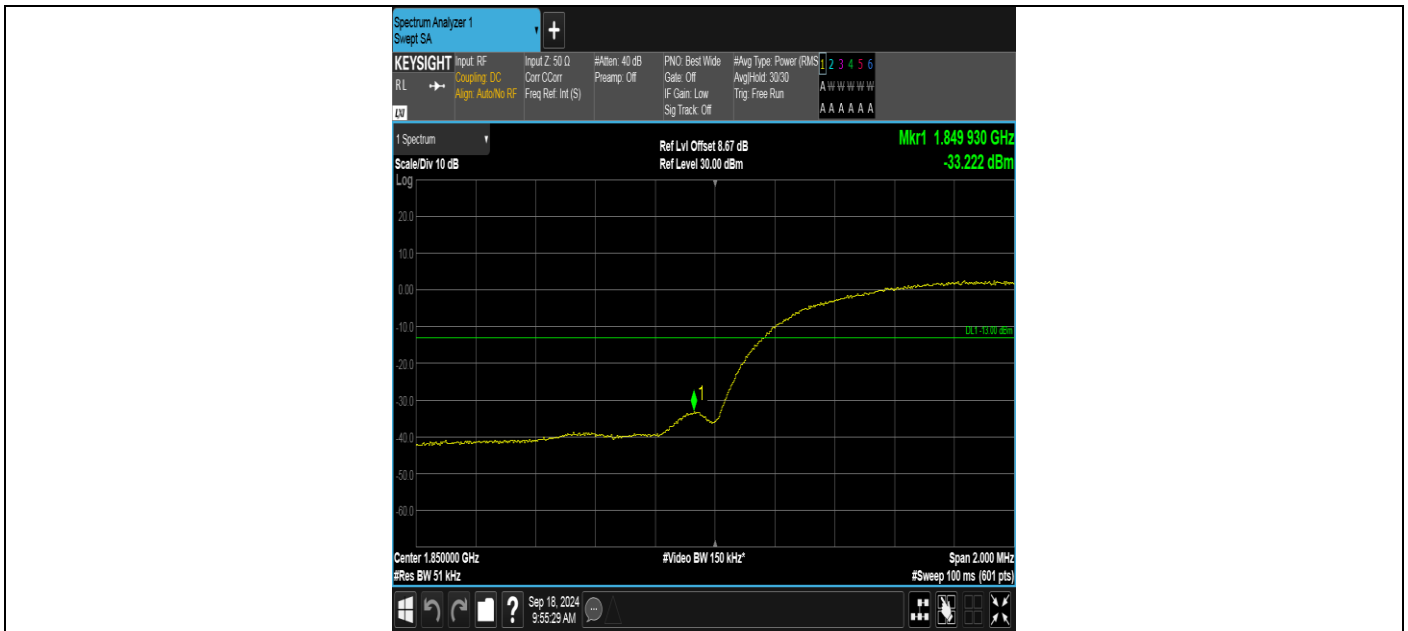 Spectrum Analyzer 1
Swept SA
+
KEYSIGHT
RL
LXI
Input: RF
Coupling: DC
Align: Auto/No RF
Input Z: 50 Ω
Corr CCorr
Freq Ref: Int (S)
#Atten: 40 dB
Preamp: Off
PNO: Best Wide
Gate: Off
IF Gain: Low
Sig Track: Off
#Avg Type: Power (RMS
Avg|Hold: 30/30
Trig: Free Run
1 2 3 4 5 6
A W W W W W
A A A A A A
1 Spectrum
Scale/Div 10 dB
Log
Ref Lvl Offset 8.67 dB
Ref Level 30.00 dBm
Mkr1 1.849 930 GHz
-33.222 dBm
20.0
10.0
0.00
-10.0
DL1 -13.00 dBm
-20.0
-30.0
1
-40.0
-50.0
-60.0
Center 1.850000 GHz
#Video BW 150 kHz*
Span 2.000 MHz
#Res BW 51 kHz
#Sweep 100 ms (601 pts)
?
Sep 18, 2024
9:55:29 AM